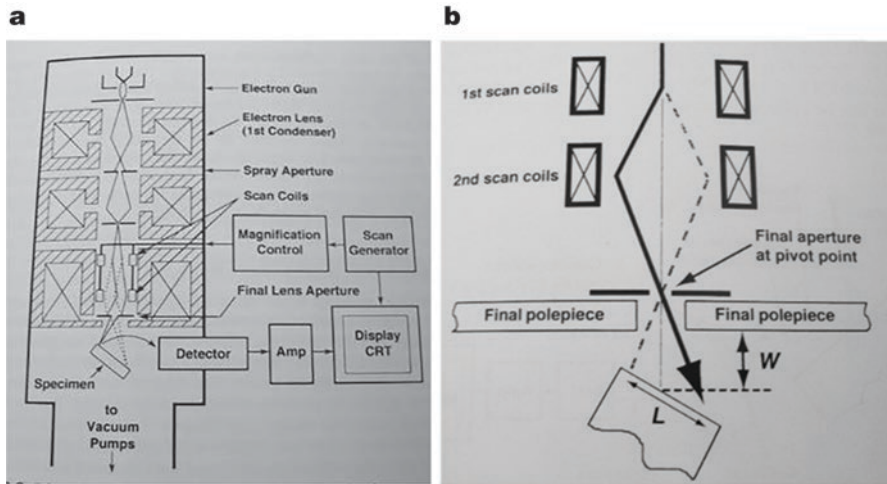 a
Electron Gun
Electron Lens
(1st Condenser)
Spray Aperture
Scan Coils
Magnification
Control
Scan
Generator
Final Lens Aperture
Detector
Amp
Display
CRT
Specimen
to
Vacuum
Pumps
b
1st scan coils
2nd scan coils
Final aperture
at pivot point
Final polepiece
Final polepiece
W
L